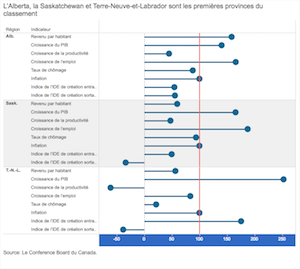 L'Alberta, la Saskatchewan et Terre-Neuve-et-Labrador sont les premières provinces du
classement
Région Indicateur
Alb. Revenu par habitant
Croissance du PIB
Croissance de la productivité
Croissance de l'emploi
Taux de chômage
Inflation
Indice de l'IDE de création entra..
Indice de l'IDE de création sorta..
Sask. Revenu par habitant
Croissance du PIB
Croissance de la productivité
Croissance de l'emploi
Taux de chômage
Inflation
Indice de l'IDE de création entra..
Indice de l'IDE de création sorta..
T.-N.-L. Revenu par habitant
Croissance du PIB
Croissance de la productivité
Croissance de l'emploi
Taux de chômage
Inflation
Indice de l'IDE de création entra..
Indice de l'IDE de création sorta..
-50 0 50 100 150 200 250
Source: Le Conference Board du Canada.